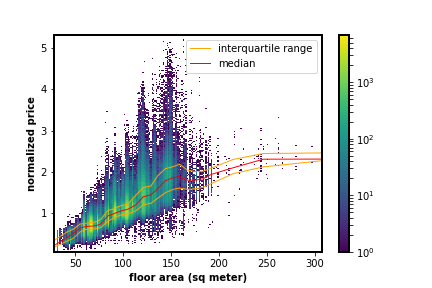 interquartile range
median
5
4
3
2
1
normalized price
50 100 150 200 250 300
floor area (sq meter)
10³
10²
10¹
10⁰